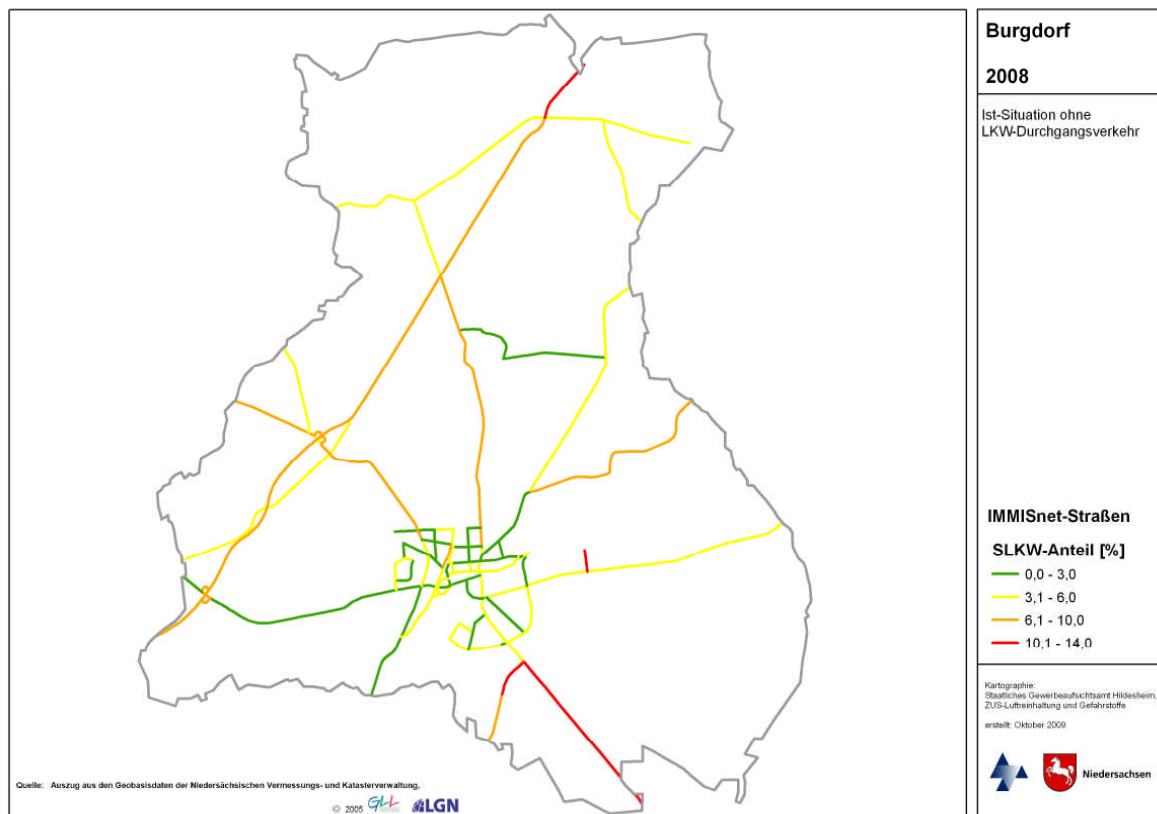 Burgdorf
2008
Ist-Situation ohne
LKW-Durchgangsverkehr
IMMISnet-Straßen
SLKW-Anteil [%]
0,0 - 3,0
3,1 - 6,0
6,1 - 10,0
10,1 - 14,0
Kartographie:
Staatliches Gewerbeaufsichtsamt Hildesheim,
ZUS-Luftreinhaltung und Gefahrstoffe
erstellt: Oktober 2009
Niedersachsen
Quelle: Auszug aus den Geobasisdaten der Niedersächsischen Vermessungs- und Katasterverwaltung,
© 2005 GLL LGN